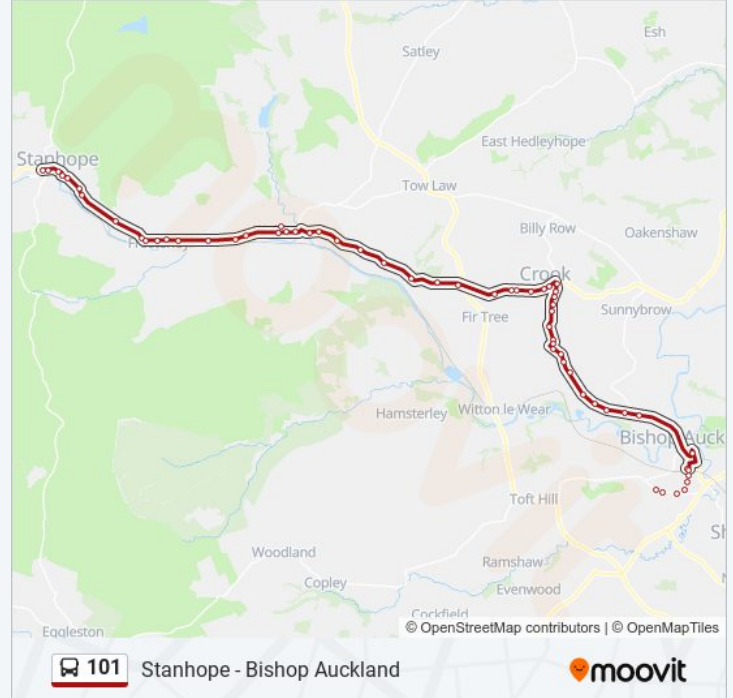 Esh
Satley
East Hedleyhope
Stanhope
Tow Law
Billy Row
Oakenshaw
Crook
Sunnybrow
Fir Tree
Hamsterley
Witton le Wear
Bishop Auck
Toft Hill
Sh
Woodland
Ramshaw
Copley
Evenwood
Cockfield
Eggleston
© OpenStreetMap contributors | © OpenMapTiles
101 Stanhope - Bishop Auckland
moovit